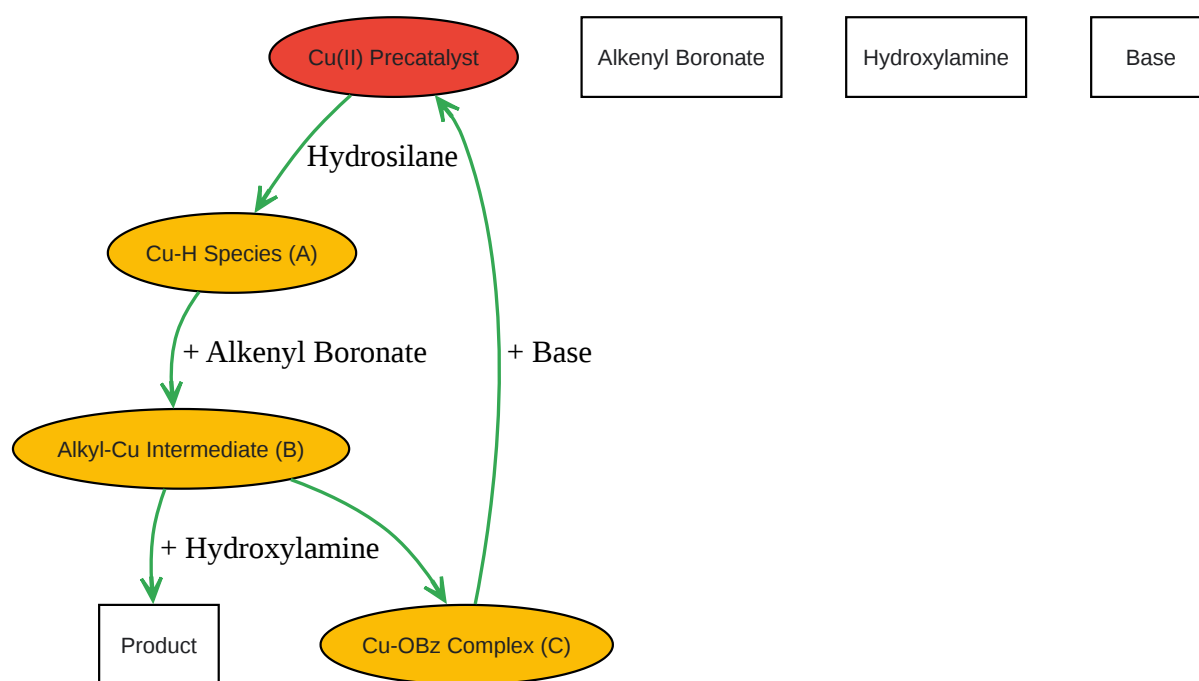 Cu(II) Precatalyst
Alkenyl Boronate
Hydroxylamine
Base
Hydrosilane
Cu-H Species (A)
+ Alkenyl Boronate
+ Base
Alkyl-Cu Intermediate (B)
+ Hydroxylamine
Product
Cu-OBz Complex (C)